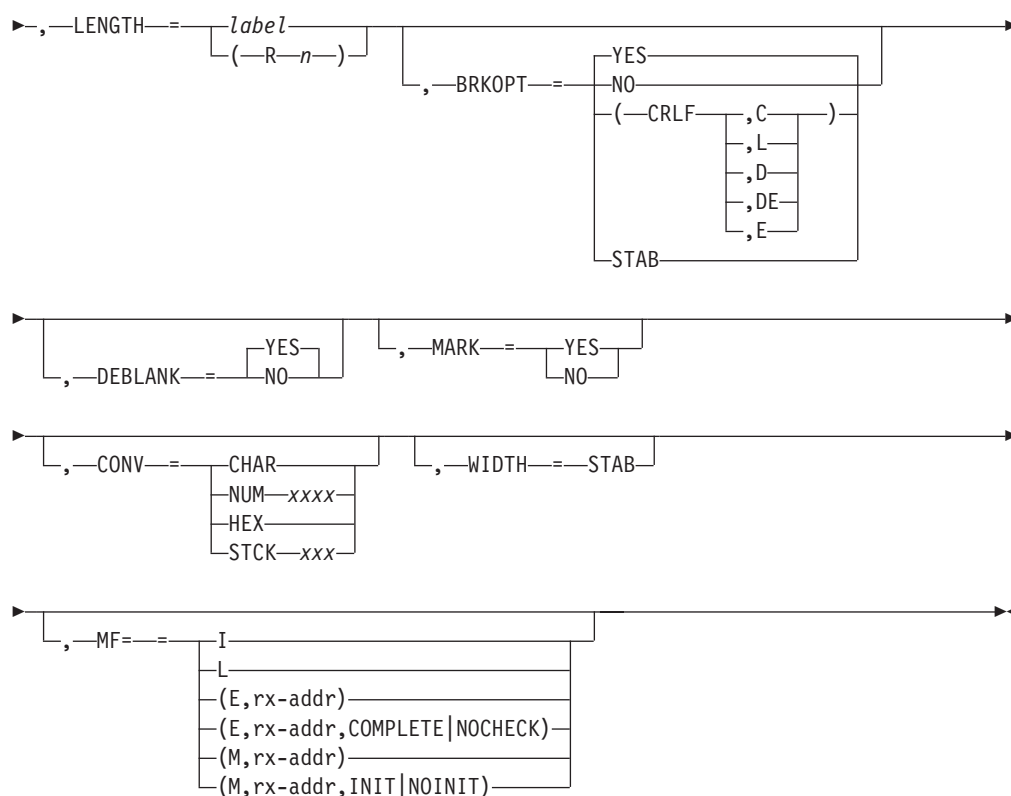 , LENGTH = label
( R n )
, BRKOPT = YES
NO
( CRLF ,C )
,L
,D
,DE
,E
STAB
, DEBLANK = YES
NO
, MARK = YES
NO
, CONV = CHAR
NUM xxxx
HEX
STCK xxx
, WIDTH = STAB
, MF= = I
L
(E,rx-addr)
(E,rx-addr,COMPLETE|NOCHECK)
(M,rx-addr)
(M,rx-addr,INIT|NOINIT)